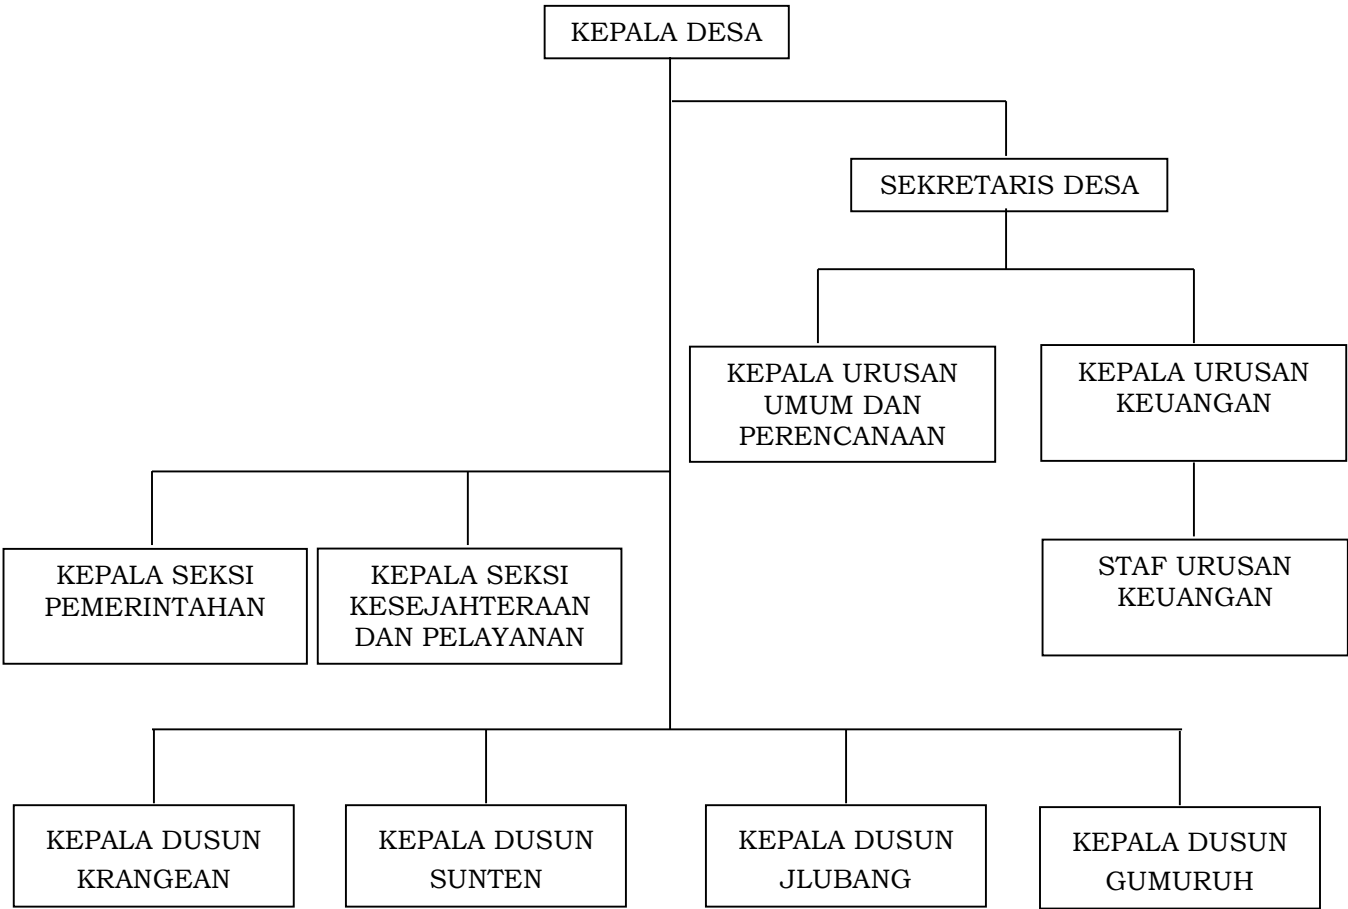 KEPALA DESA
SEKRETARIS DESA
KEPALA URUSAN
UMUM DAN
PERENCANAAN
KEPALA URUSAN
KEUANGAN
KEPALA SEKSI
PEMERINTAHAN
KEPALA SEKSI
KESEJAHTERAAN
DAN PELAYANAN
STAF URUSAN
KEUANGAN
KEPALA DUSUN
KRANGEAN
KEPALA DUSUN
SUNTEN
KEPALA DUSUN
JLUBANG
KEPALA DUSUN
GUMURUH